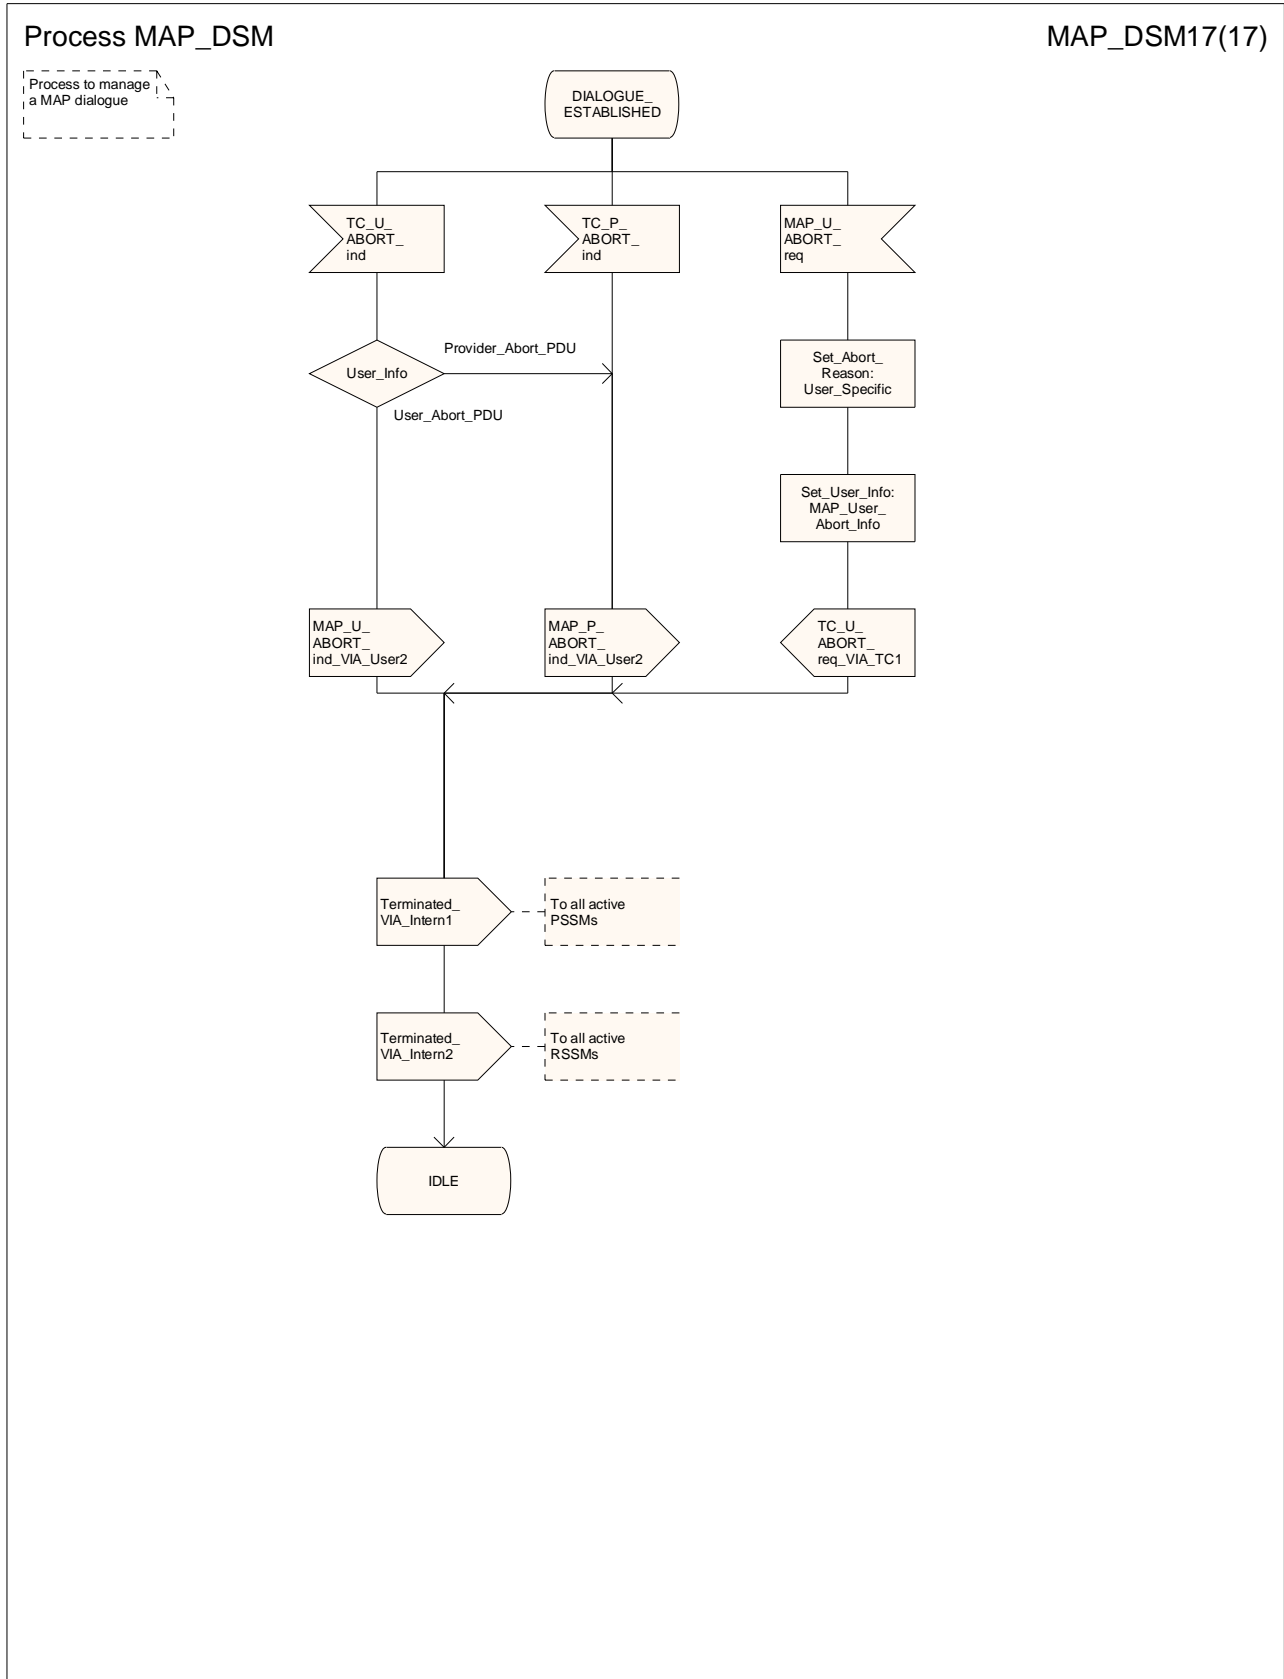 Process MAP_DSM
MAP_DSM17(17)
Process to manage
a MAP dialogue
DIALOGUE_
ESTABLISHED
TC_U_
ABORT_
ind
TC_P_
ABORT_
ind
MAP_U_
ABORT_
req
Provider_Abort_PDU
User_Info
User_Abort_PDU
Set_Abort_
Reason:
User_Specific
Set_User_Info:
MAP_User_
Abort_Info
MAP_U_
ABORT_
ind_VIA_User2
MAP_P_
ABORT_
ind_VIA_User2
TC_U_
ABORT_
req_VIA_TC1
Terminated_
VIA_Intern1
To all active
PSSMs
Terminated_
VIA_Intern2
To all active
RSSMs
IDLE